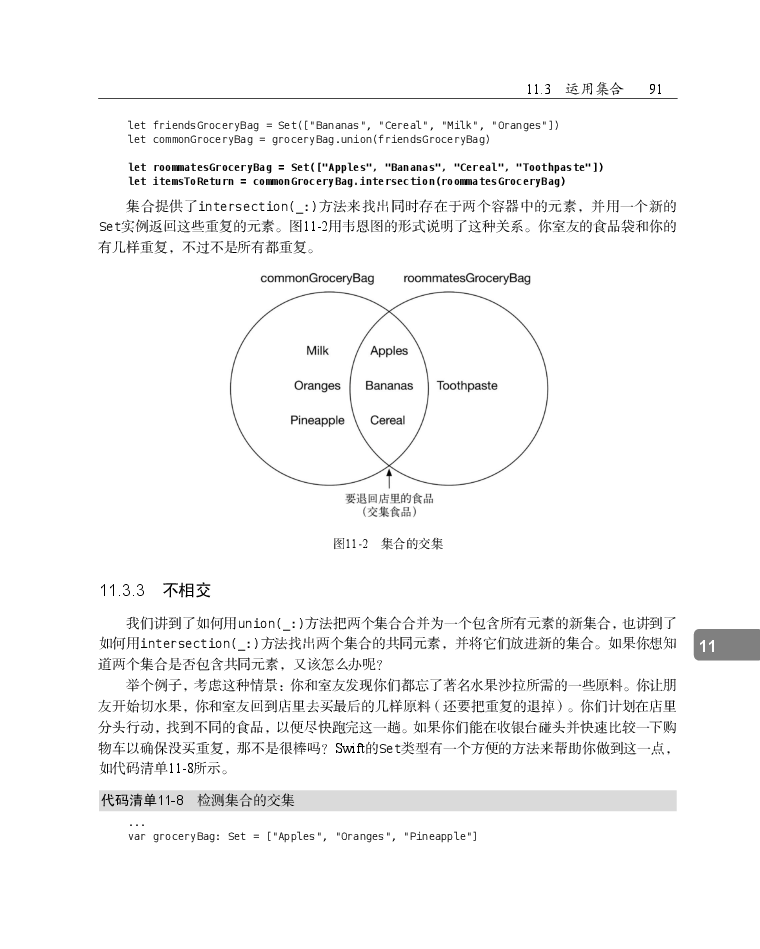 11.3 运用集合 91
let friendsGroceryBag = Set(["Bananas", "Cereal", "Milk", "Oranges"])
let commonGroceryBag = groceryBag.union(friendsGroceryBag)
let roommatesGroceryBag = Set(["Apples", "Bananas", "Cereal", "Toothpaste"])
let itemsToReturn = commonGroceryBag.intersection(roommatesGroceryBag)
集合提供了intersection(_:)方法来找出同时存在于两个容器中的元素，并用一个新的
Set实例返回这些重复的元素。图11-2用韦恩图的形式说明了这种关系。你室友的食品袋和你的
有几样重复，不过不是所有都重复。
commonGroceryBag roommatesGroceryBag
Milk Apples
Oranges Bananas Toothpaste
Pineapple Cereal
要退回店里的食品
（交集食品）
图11-2 集合的交集
11.3.3 不相交
我们讲到了如何用union(_:)方法把两个集合合并为一个包含所有元素的新集合，也讲到了
如何用intersection(_:)方法找出两个集合的共同元素，并将它们放进新的集合。如果你想知
道两个集合是否包含共同元素，又该怎么办呢？
11
举个例子，考虑这种情景：你和室友发现你们都忘了著名水果沙拉所需的一些原料。你让朋
友开始切水果，你和室友回到店里去买最后的几样原料（还要把重复的退掉）。你们计划在店里
分头行动，找到不同的食品，以便尽快跑完这一趟。如果你们能在收银台碰头并快速比较一下购
物车以确保没买重复，那不是很棒吗？Swift的Set类型有一个方便的方法来帮助你做到这一点，
如代码清单11-8所示。
代码清单11-8 检测集合的交集
...
var groceryBag: Set = ["Apples", "Oranges", "Pineapple"]